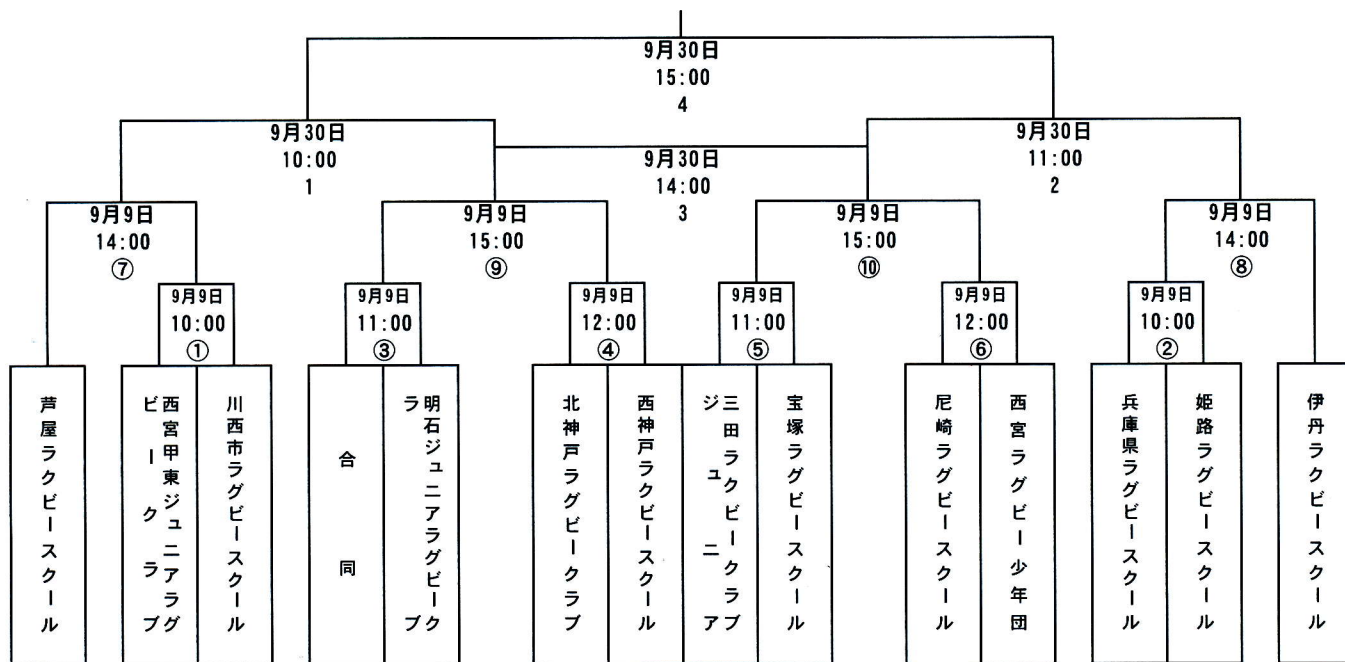 9月30日
15:00
4
9月30日
10:00
1
9月30日
14:00
3
9月30日
11:00
2
9月9日
14:00
⑦
9月9日
15:00
⑨
9月9日
15:00
⑩
9月9日
14:00
⑧
9月9日
10:00
①
9月9日
11:00
③
9月9日
12:00
④
9月9日
11:00
⑤
9月9日
12:00
⑥
9月9日
10:00
②
芦屋ラクビースクール
西宮甲東ジュニアラグ
ビークラブ
川西市ラグビースクール
合同
明石ジュニアラグビーク
ラブ
北神戸ラグビークラブ
西神戸ラクビースクール
三田ラクビークラブ
ジュニア
宝塚ラグビースクール
尼崎ラグビースクール
西宮ラグビー少年団
兵庫県ラグビースクール
姫路ラグビースクール
伊丹ラクビースクール